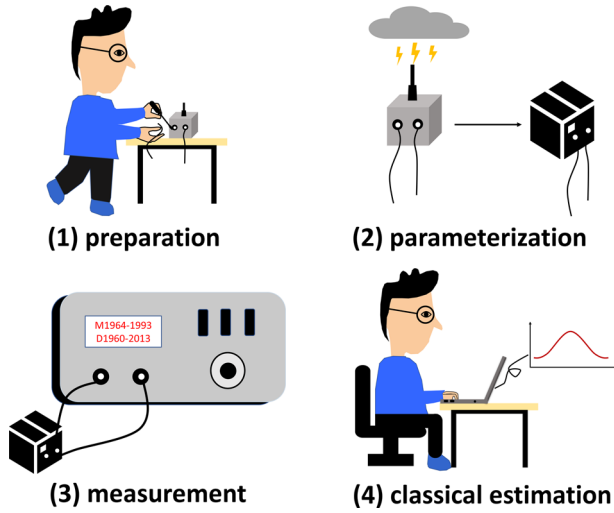 (1) preparation
(2) parameterization
M1964-1993
D1960-2013
(3) measurement
(4) classical estimation